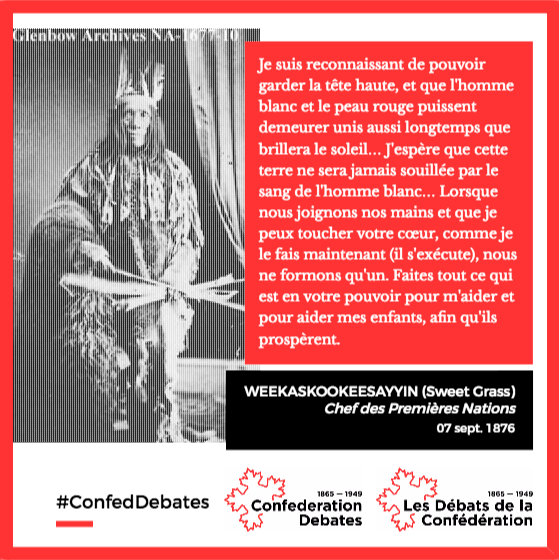 Glenbow Archives NA-1677-10
Je suis reconnaissant de pouvoir
garder la tête haute, et que l'homme
blanc et le peau rouge puissent
demeurer unis aussi longtemps que
brillera le soleil... J'espère que cette
terre ne sera jamais souillée par le
sang de l'homme blanc... Lorsque
nous joignons nos mains et que je
peux toucher votre cœur, comme je
le fais maintenant (il s'exécute), nous
ne formons qu'un. Faites tout ce qui
est en votre pouvoir pour m'aider et
pour aider mes enfants, afin qu'ils
prospèrent.
WEEKASKOOKEESAYYIN (Sweet Grass)
Chef des Premières Nations
07 sept. 1876
#ConfedDebates
1865 — 1949
Confederation
Debates
1865 — 1949
Les Débats de la
Confédération